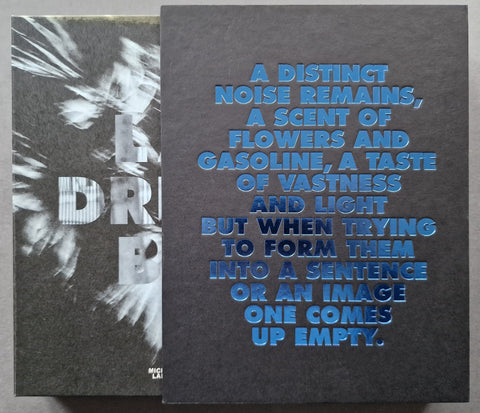 A DISTINCT
NOISE REMAINS,
A SCENT OF
FLOWERS AND
GASOLINE, A TASTE
OF VASTNESS
AND LIGHT
BUT WHEN TRYING
TO FORM THEM
INTO A SENTENCE
OR AN IMAGE
ONE COMES
UP EMPTY.